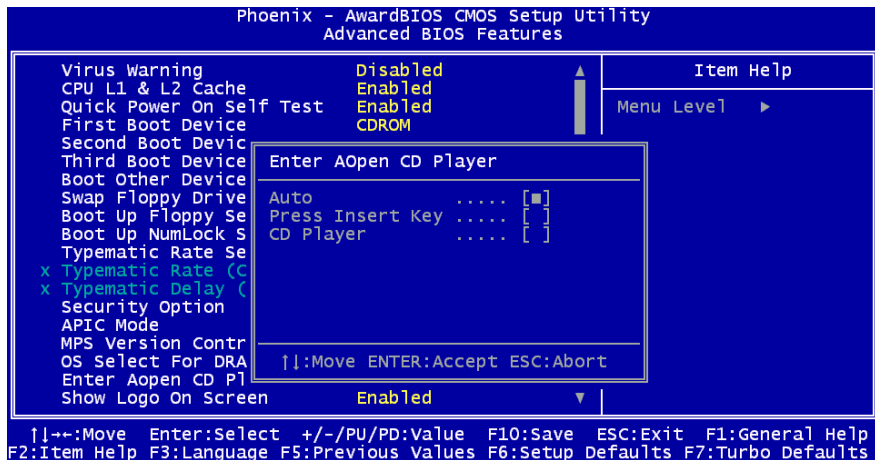 Phoenix - AwardBIOS CMOS Setup Utility
Advanced BIOS Features
Virus Warning Disabled
CPU L1 & L2 Cache Enabled
Quick Power On Self Test Enabled
First Boot Device CDROM
Second Boot Devic
Third Boot Device
Boot Other Device
Swap Floppy Drive
Boot Up Floppy Se
Boot Up NumLock S
Typematic Rate Se
x Typematic Rate (C
x Typematic Delay (
Security Option
APIC Mode
MPS Version Contr
OS Select For DRA
Enter Aopen CD Pl
Show Logo On Screen Enabled
Enter AOpen CD Player
Auto ..... [■]
Press Insert Key ..... [ ]
CD Player ..... [ ]
↑↓:Move ENTER:Accept ESC:Abort
Item Help
Menu Level ▶
↑↓→←:Move Enter:Select +/-/PU/PD:Value F10:Save ESC:Exit F1:General Help
F2:Item Help F3:Language F5:Previous Values F6:Setup Defaults F7:Turbo Defaults